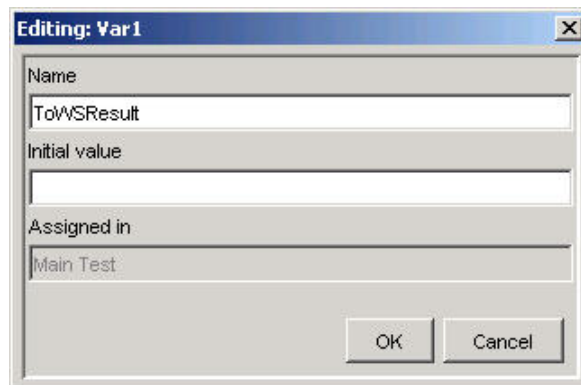 Editing: Var1
Name
ToWSResult
Initial value
Assigned in
Main Test
OK Cancel